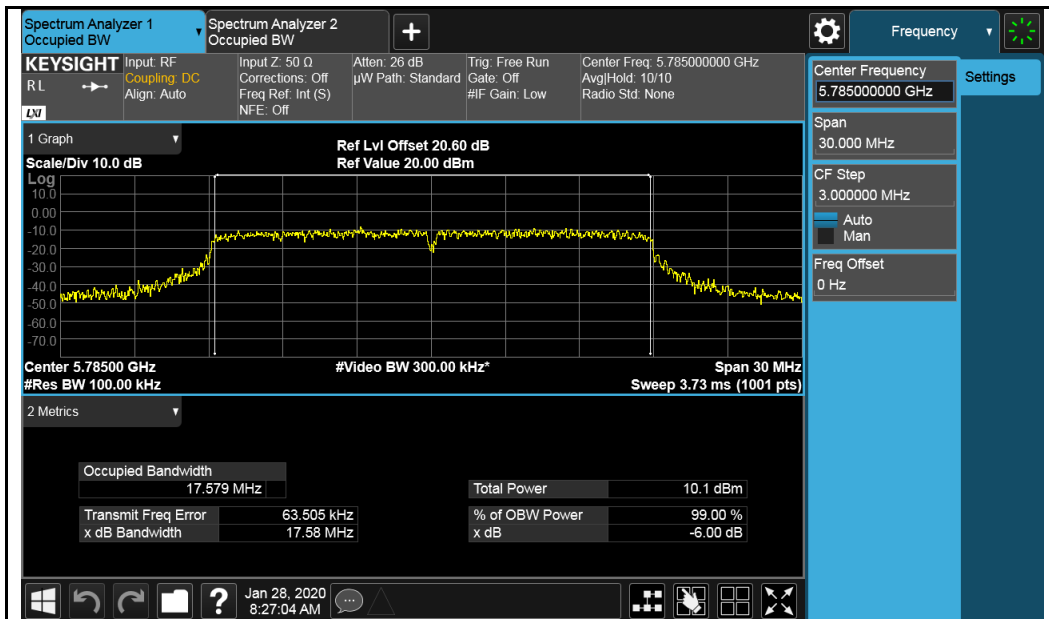 Spectrum Analyzer 1
Occupied BW
Spectrum Analyzer 2
Occupied BW
Frequency
KEYSIGHT
R L
LXI
Input: RF
Coupling: DC
Align: Auto
Input Z: 50 Ω
Corrections: Off
Freq Ref: Int (S)
NFE: Off
Atten: 26 dB
µW Path: Standard
Trig: Free Run
Gate: Off
#IF Gain: Low
Center Freq: 5.785000000 GHz
Avg|Hold: 10/10
Radio Std: None
Center Frequency
5.785000000 GHz
Settings
Span
30.000 MHz
CF Step
3.000000 MHz
Auto
Man
Freq Offset
0 Hz
1 Graph
Scale/Div 10.0 dB
Ref Lvl Offset 20.60 dB
Ref Value 20.00 dBm
Log
10.0
0.00
-10.0
-20.0
-30.0
-40.0
-50.0
-60.0
-70.0
Center 5.78500 GHz
#Video BW 300.00 kHz*
Span 30 MHz
#Res BW 100.00 kHz
Sweep 3.73 ms (1001 pts)
2 Metrics
Occupied Bandwidth
17.579 MHz
Total Power 10.1 dBm
Transmit Freq Error 63.505 kHz
% of OBW Power 99.00 %
x dB Bandwidth 17.58 MHz
x dB -6.00 dB
?
Jan 28, 2020
8:27:04 AM